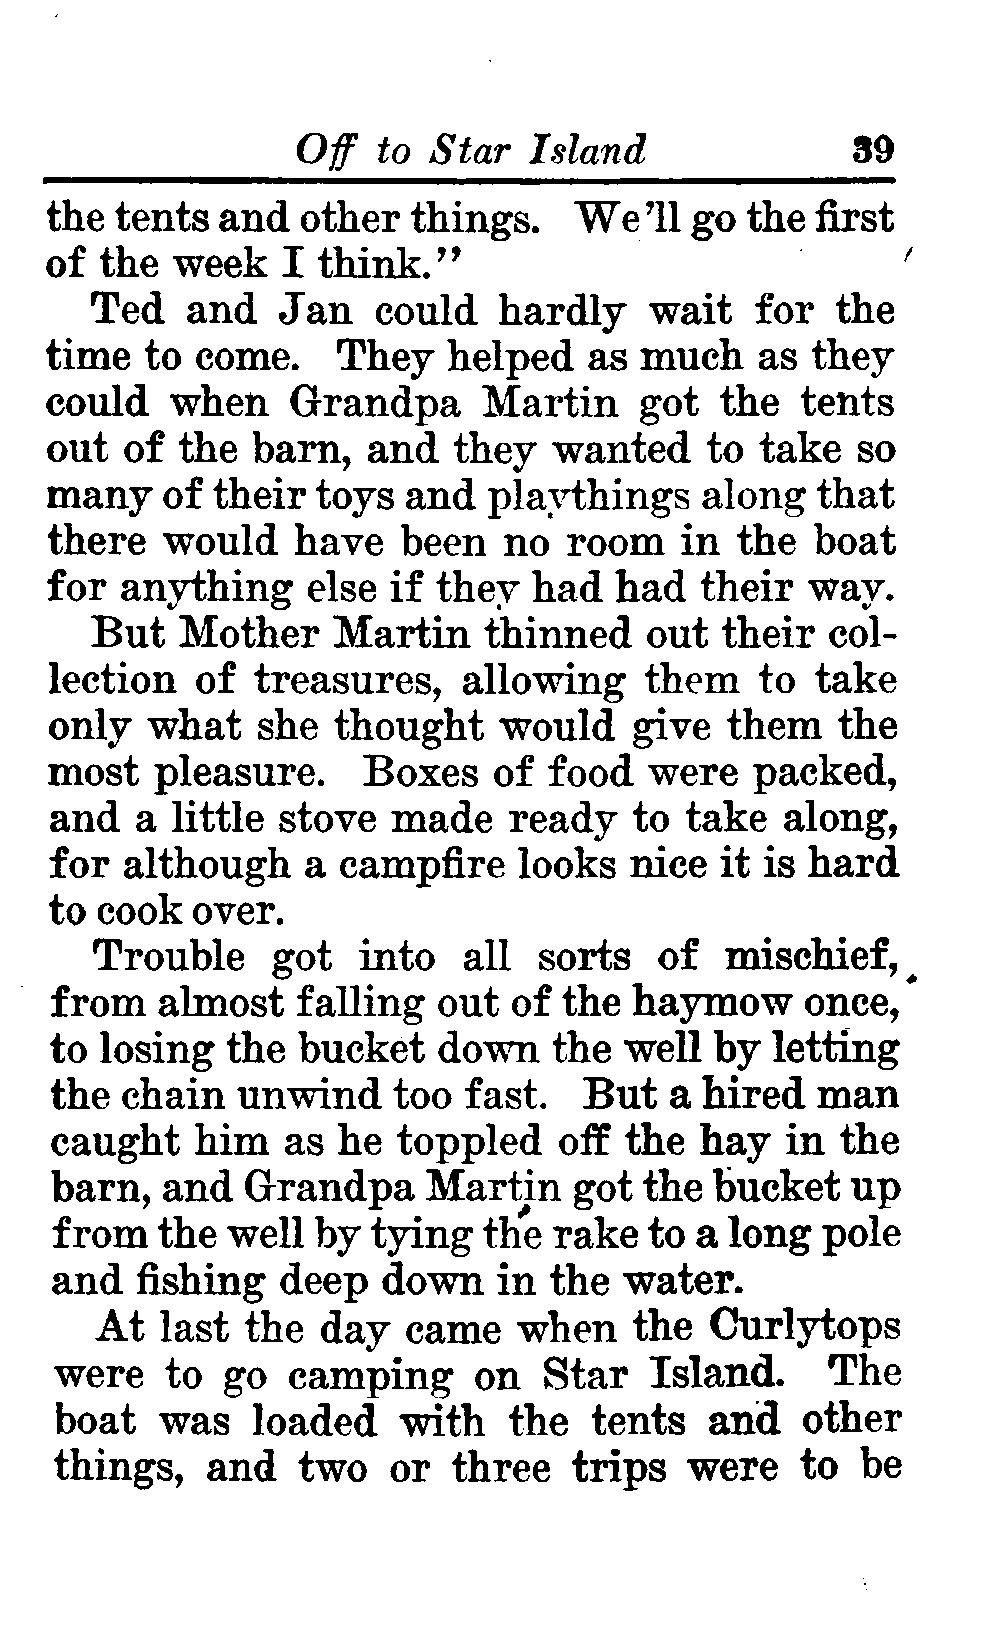 Off to Star Island 39
the tents and other things. We'll go the first
of the week I think."
Ted and Jan could hardly wait for the
time to come. They helped as much as they
could when Grandpa Martin got the tents
out of the barn, and they wanted to take so
many of their toys and playthings along that
there would have been no room in the boat
for anything else if they had had their way.
But Mother Martin thinned out their col-
lection of treasures, allowing them to take
only what she thought would give them the
most pleasure. Boxes of food were packed,
and a little stove made ready to take along,
for although a campfire looks nice it is hard
to cook over.
Trouble got into all sorts of mischief,
from almost falling out of the haymow once,
to losing the bucket down the well by letting
the chain unwind too fast. But a hired man
caught him as he toppled off the hay in the
barn, and Grandpa Martin got the bucket up
from the well by tying the rake to a long pole
and fishing deep down in the water.
At last the day came when the Curlytops
were to go camping on Star Island. The
boat was loaded with the tents and other
things, and two or three trips were to be